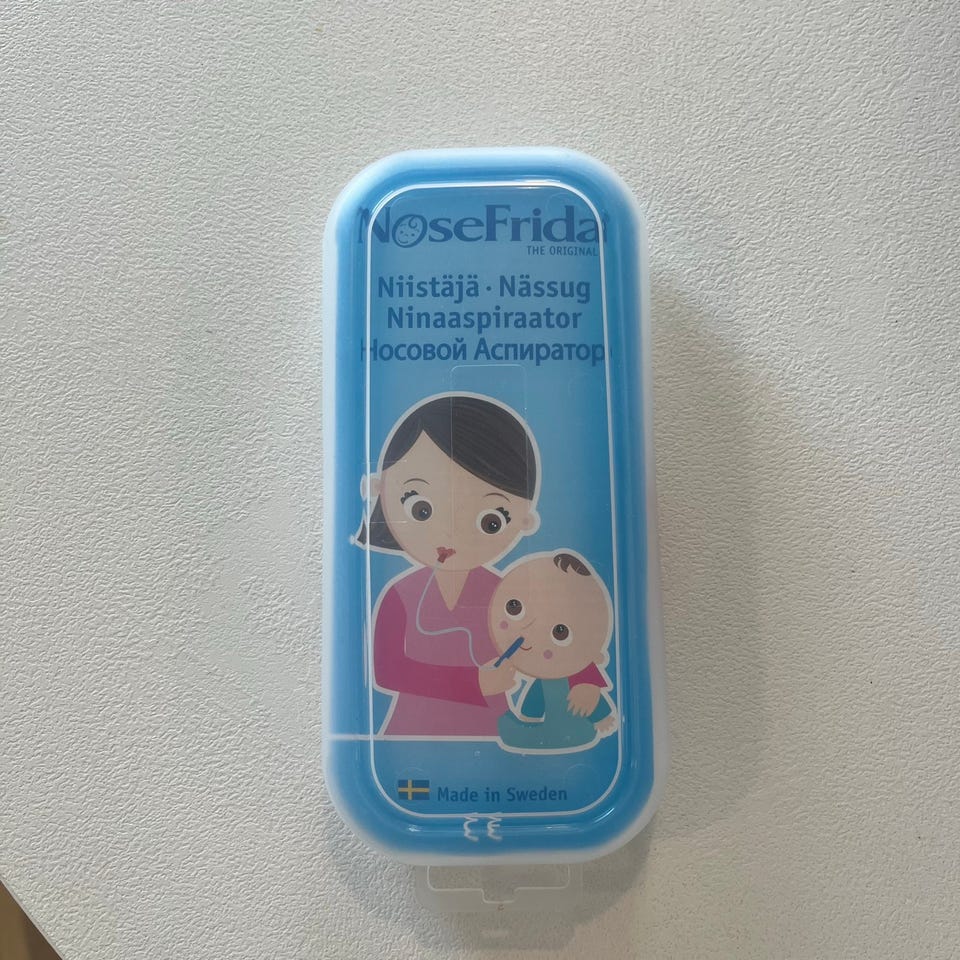 NoseFrida
THE ORIGINAL
Niistäjä · Nässug
Ninaaspiraator
Носовой Аспиратор
Made in Sweden